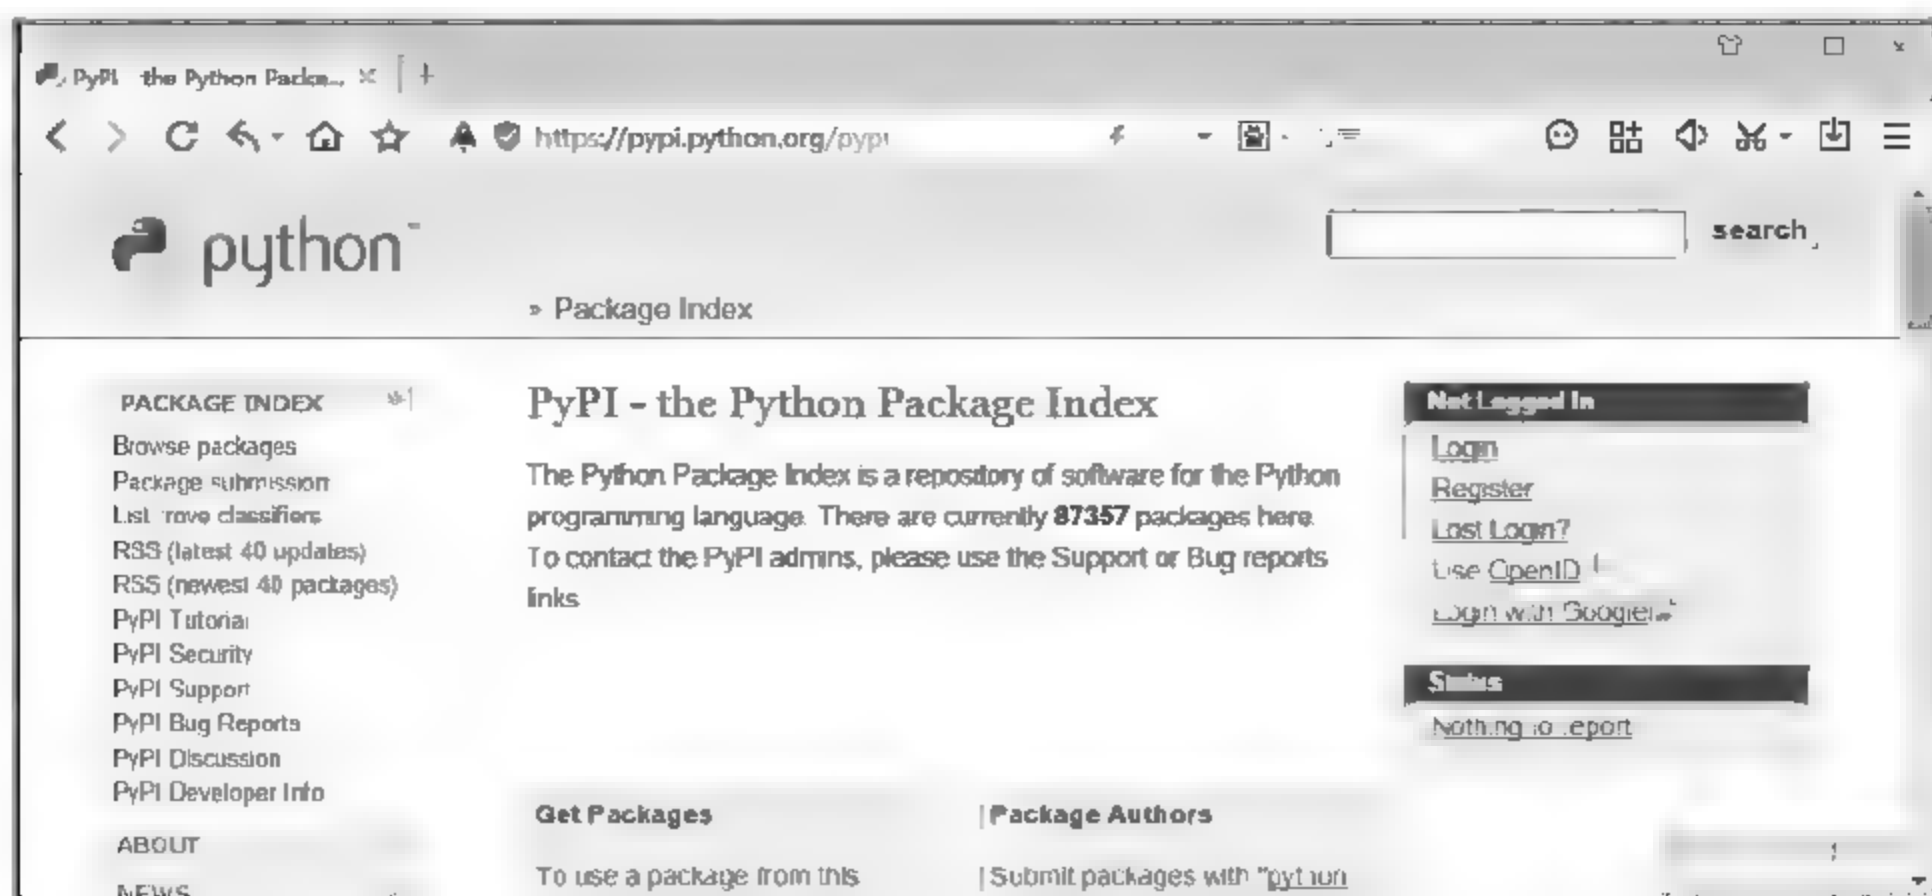 PyPI the Python Packa...
https://pypi.python.org/pypi
python
search
» Package Index
PACKAGE INDEX
Browse packages
Package submission
List trove classifiers
RSS (latest 40 updates)
RSS (newest 40 packages)
PyPI Tutorial
PyPI Security
PyPI Support
PyPI Bug Reports
PyPI Discussion
PyPI Developer Info
ABOUT
NEWS
PyPI - the Python Package Index
The Python Package Index is a repository of software for the Python
programming language. There are currently 87357 packages here.
To contact the PyPI admins, please use the Support or Bug reports
links.
Get Packages
To use a package from this
Package Authors
Submit packages with "python
Not Logged In
Login
Register
Lost Login?
Use OpenID
Login with Google
Status
Nothing to report